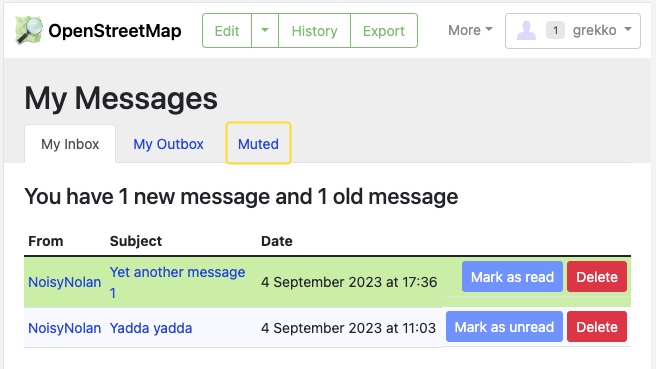 OpenStreetMap Edit History Export More 1 grekko
My Messages
My Inbox My Outbox Muted
You have 1 new message and 1 old message
From Subject Date
NoisyNolan Yet another message 4 September 2023 at 17:36 Mark as read Delete
1
NoisyNolan Yadda yadda 4 September 2023 at 11:03 Mark as unread Delete